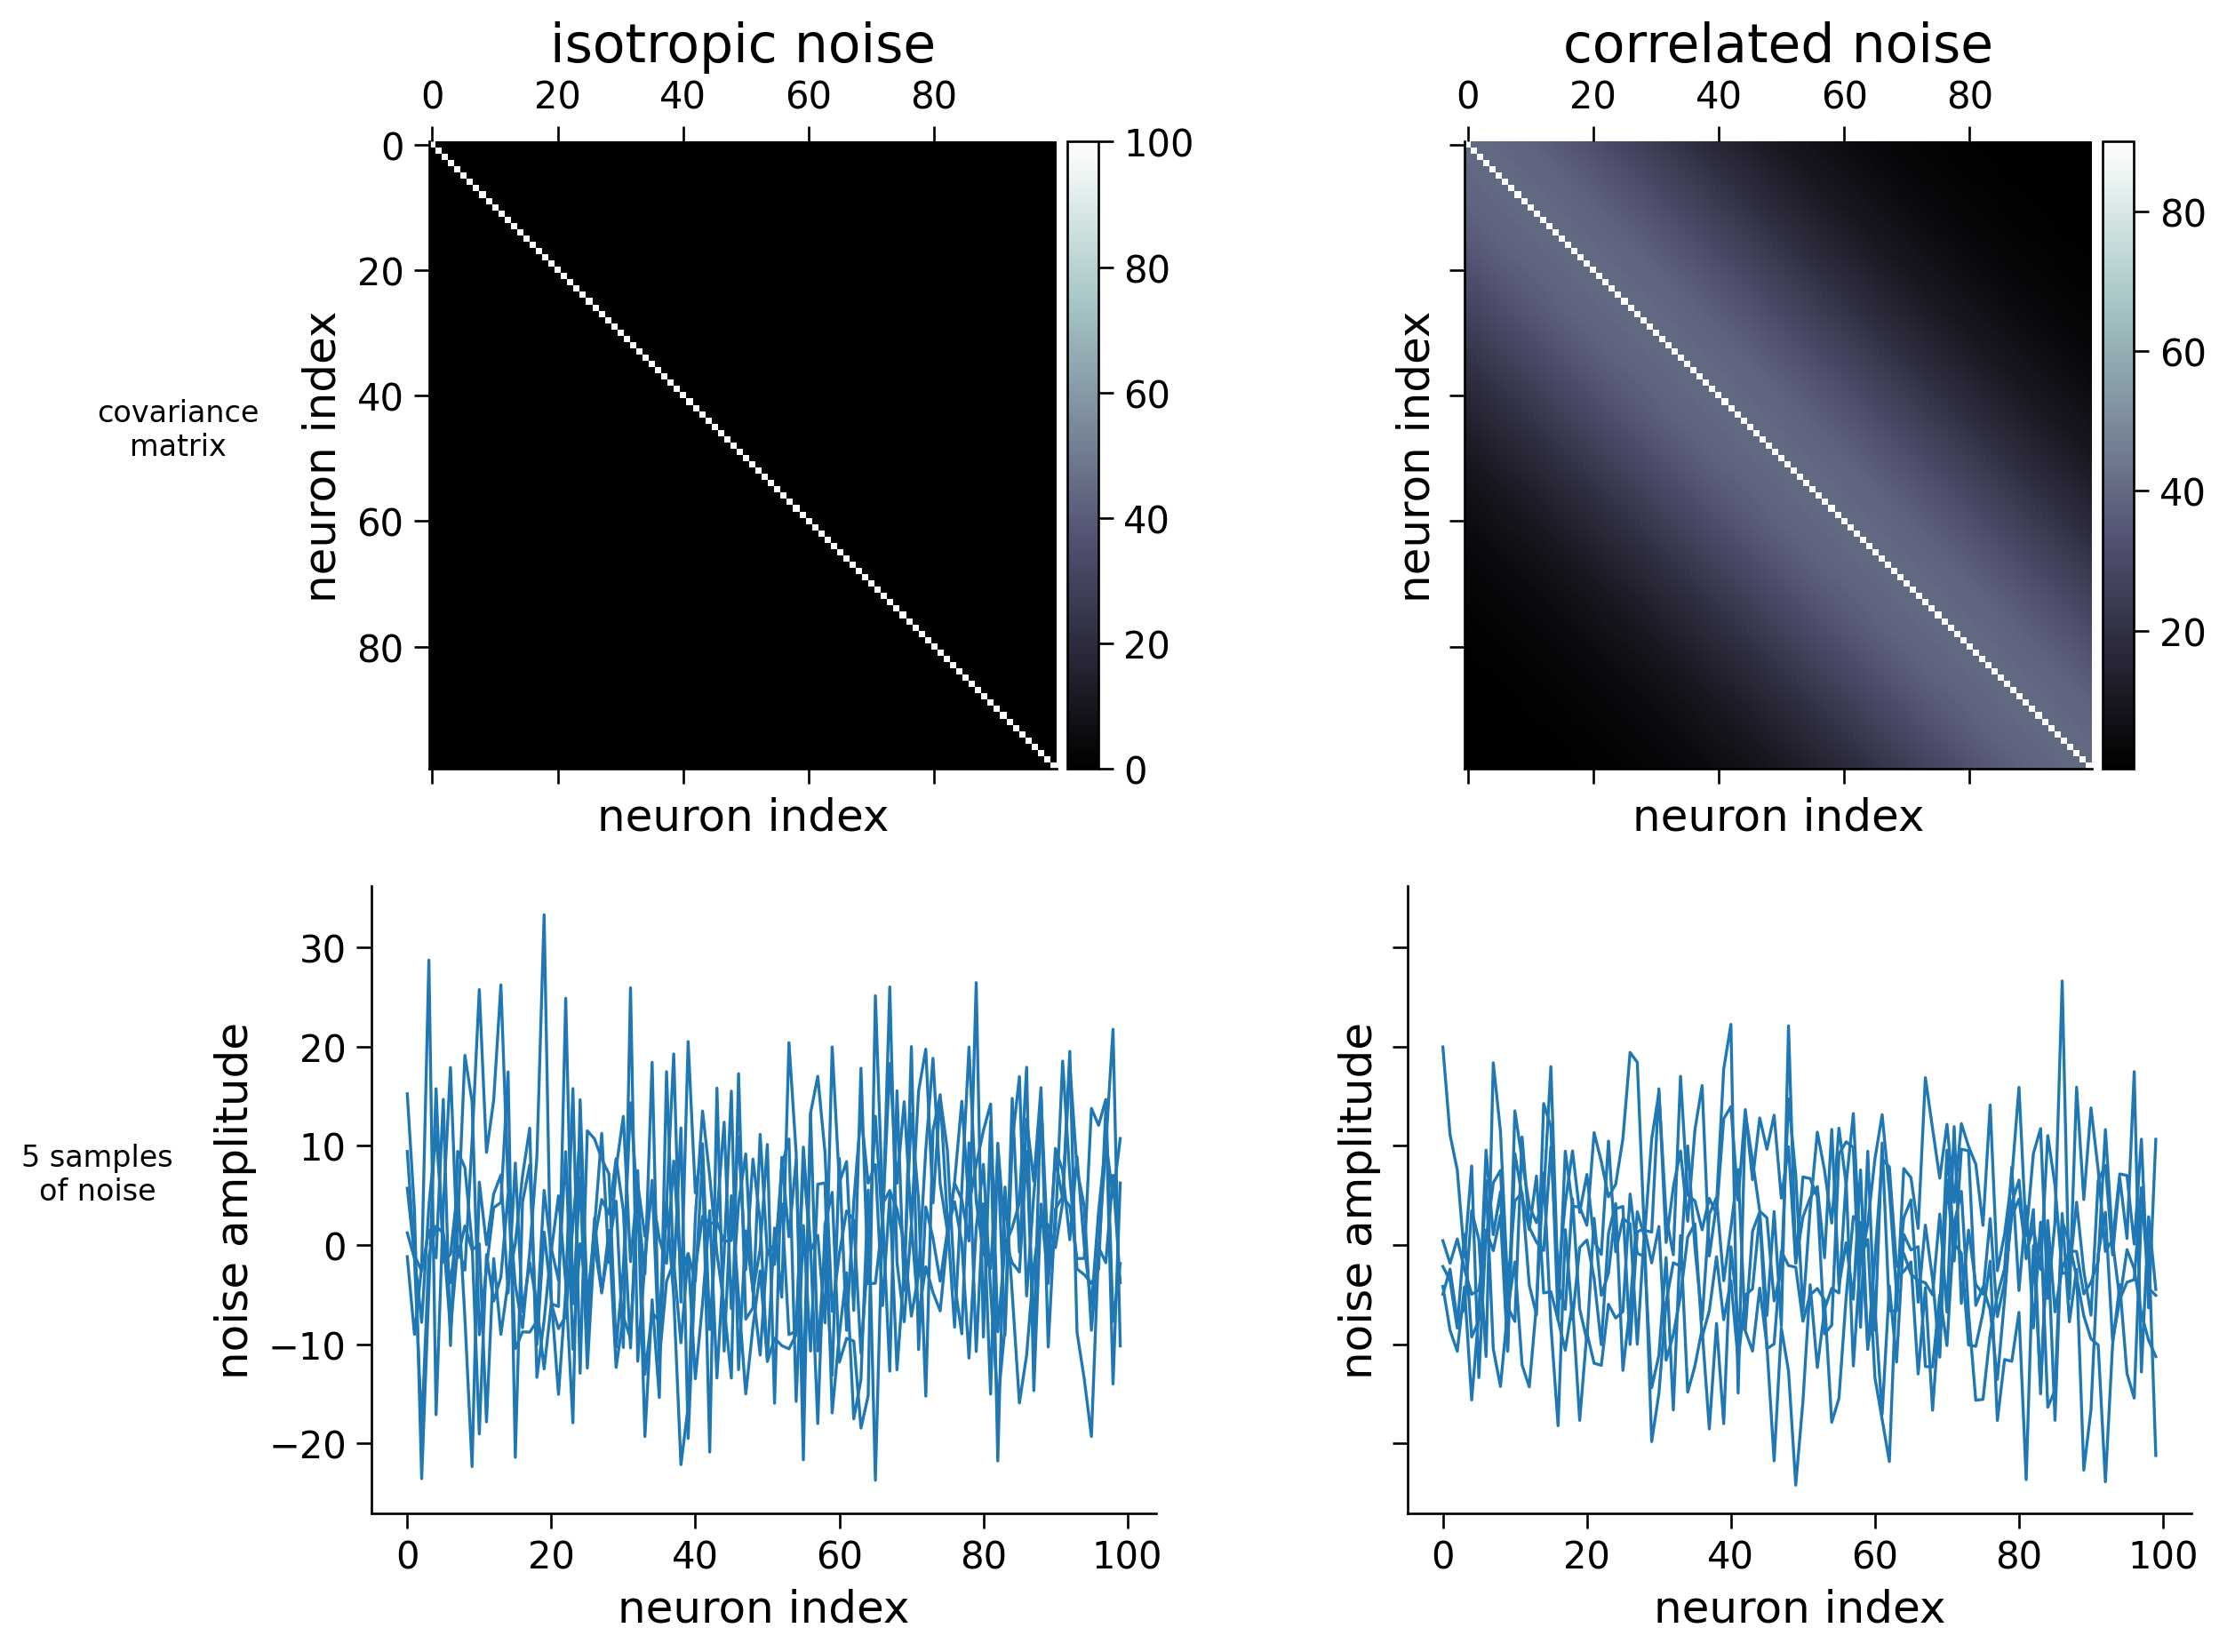 isotropic noise
0 20 40 60 80
0
20
40
60
80
neuron index
100
80
60
40
20
0
neuron index
covariance
matrix
correlated noise
0 20 40 60 80
neuron index
80
60
40
20
neuron index
5 samples
of noise
noise amplitude
30
20
10
0
−10
−20
0 20 40 60 80 100
neuron index
noise amplitude
0 20 40 60 80 100
neuron index